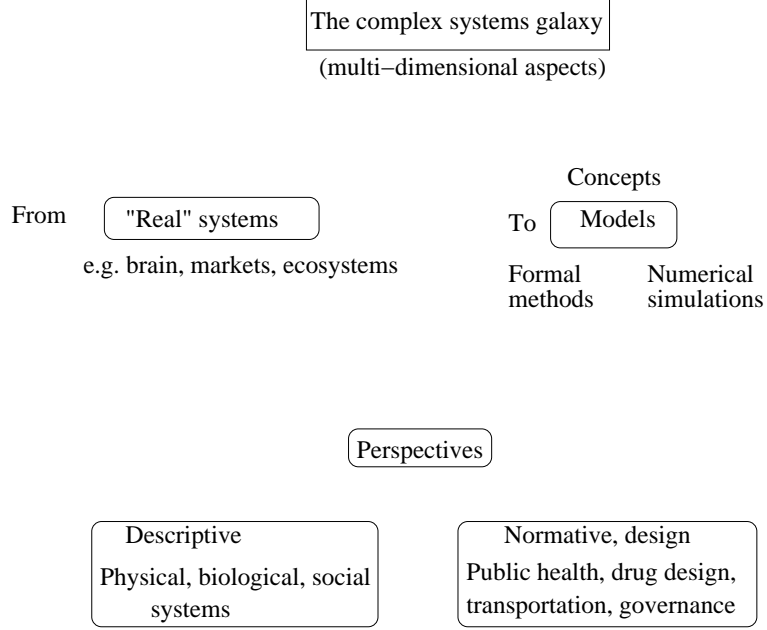 The complex systems galaxy
(multi−dimensional aspects)
Concepts
From "Real" systems To Models
e.g. brain, markets, ecosystems
Formal methods
Numerical simulations
Perspectives
Descriptive
Physical, biological, social
systems
Normative, design
Public health, drug design,
transportation, governance